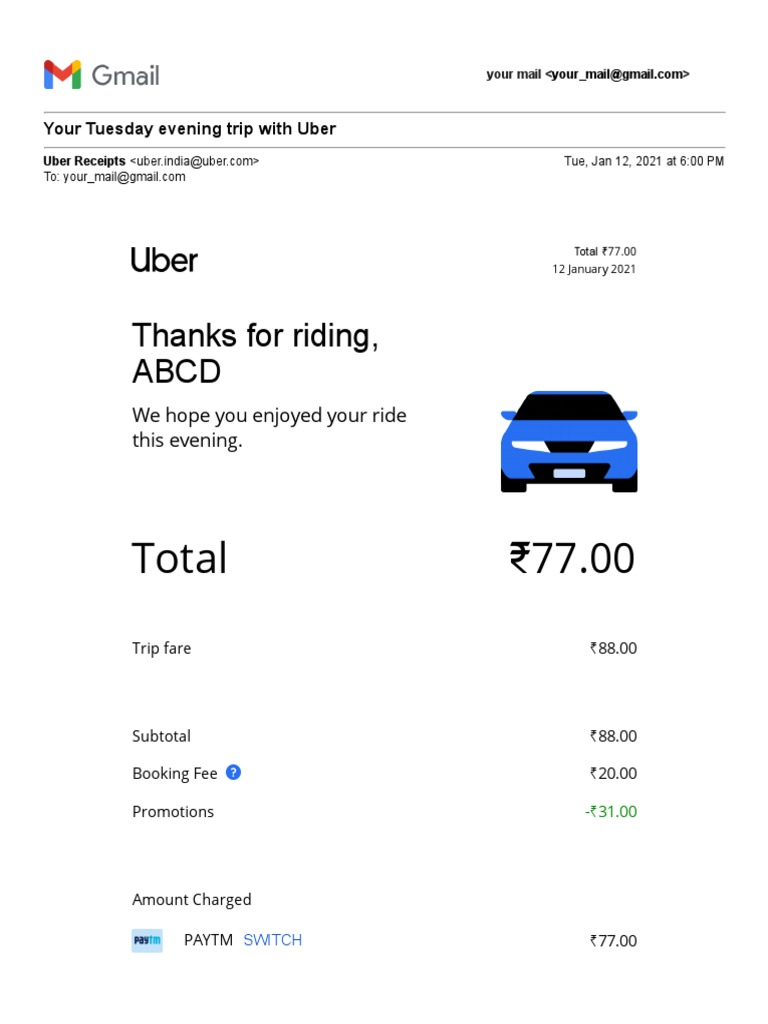 Gmail
your mail <your_mail@gmail.com>
Your Tuesday evening trip with Uber
Uber Receipts <uber.india@uber.com>
Tue, Jan 12, 2021 at 6:00 PM
To: your_mail@gmail.com
Uber
Total ₹77.00
12 January 2021
Thanks for riding,
ABCD
We hope you enjoyed your ride
this evening.
Total ₹77.00
Trip fare ₹88.00
Subtotal ₹88.00
Booking Fee ? ₹20.00
Promotions -₹31.00
Amount Charged
paytm PAYTM SWITCH ₹77.00